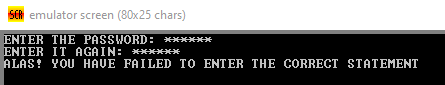 SCR emulator screen (80x25 chars)
ENTER THE PASSWORD: ******
ENTER IT AGAIN: ******
ALAS! YOU HAVE FAILED TO ENTER THE CORRECT STATEMENT